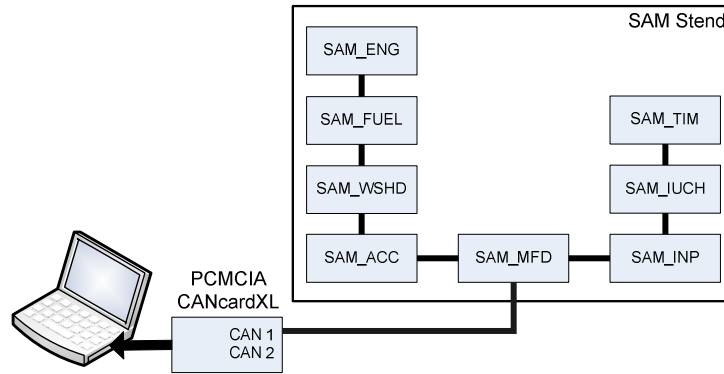 SAM Stend
SAM_ENG
SAM_FUEL
SAM_TIM
SAM_WSHD
SAM_IUCH
SAM_ACC
SAM_MFD
SAM_INP
PCMCIA
CANcardXL
CAN 1
CAN 2